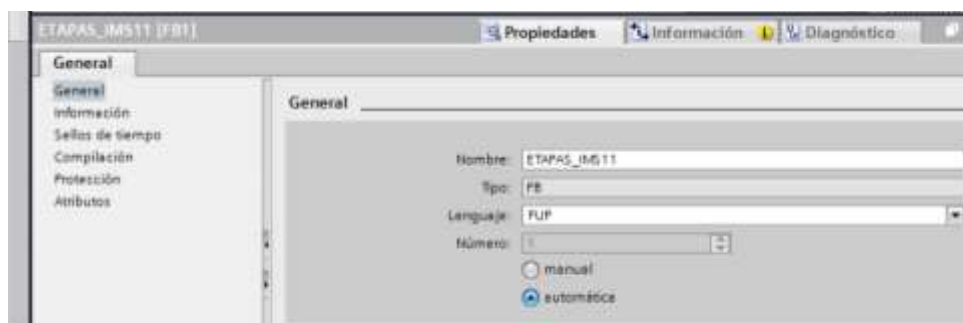 ETAPAS_IMS11 [FB1]
Propiedades Información Diagnóstico
General
General
Información
Sellos de tiempo
Compilación
Protección
Atributos
General
Nombre: ETAPAS_IMS11
Tipo: FB
Lenguaje: FUP
Número: 1
manual
automática